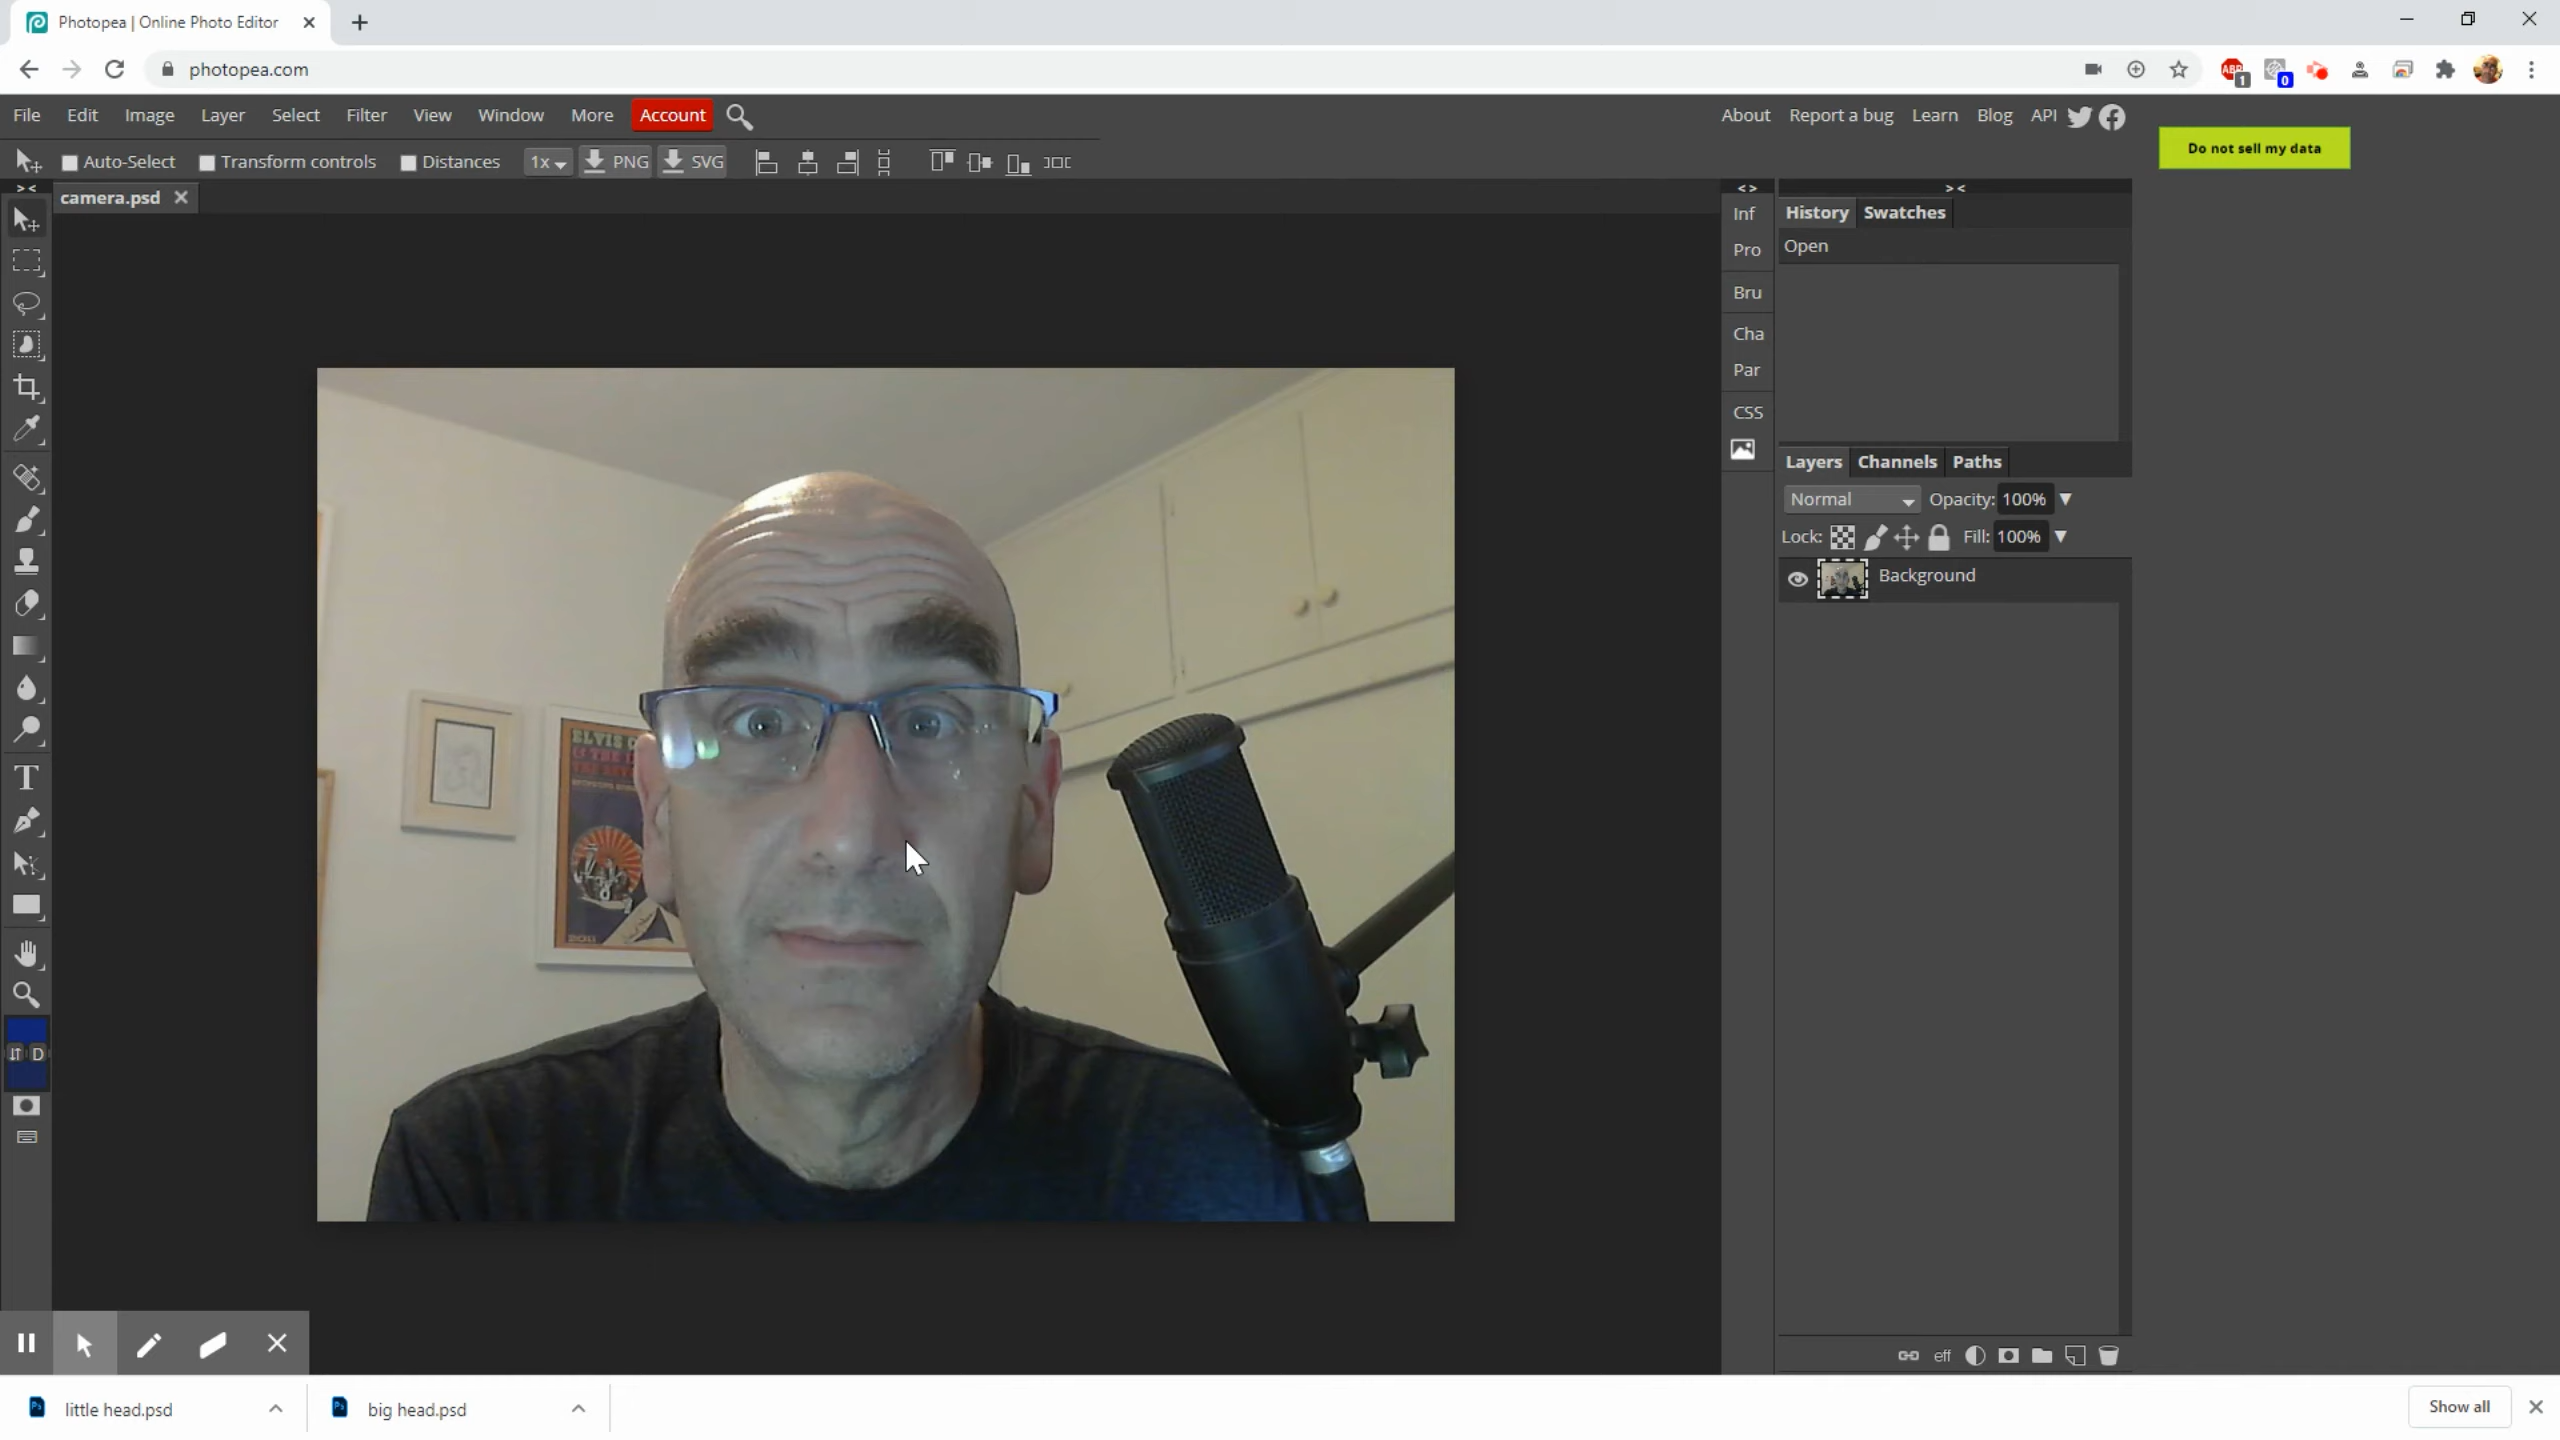 Photopea | Online Photo Editor
photopea.com
1
0
File Edit Image Layer Select Filter View Window More Account
About Report a bug Learn Blog API
Do not sell my data
Auto-Select Transform controls Distances 1x PNG SVG
camera.psd
Inf
Pro
Bru
Cha
Par
CSS
History Swatches
Open
Layers Channels Paths
Normal Opacity: 100%
Lock: Fill: 100%
Background
ELVIS
D
eff
little head.psd
big head.psd
Show all